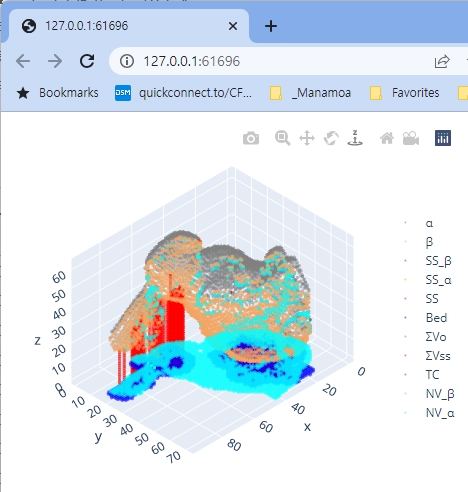 127.0.0.1:61696
127.0.0.1:61696
Bookmarks
DSM
quickconnect.to/CF...
_Manamoa
Favorites
α
β
SS_β
SS_α
SS
Bed
ΣVo
ΣVss
TC
NV_β
NV_α
z
60
50
40
30
20
10
0
y
0
10
20
30
40
50
60
70
x
80
60
40
20
0